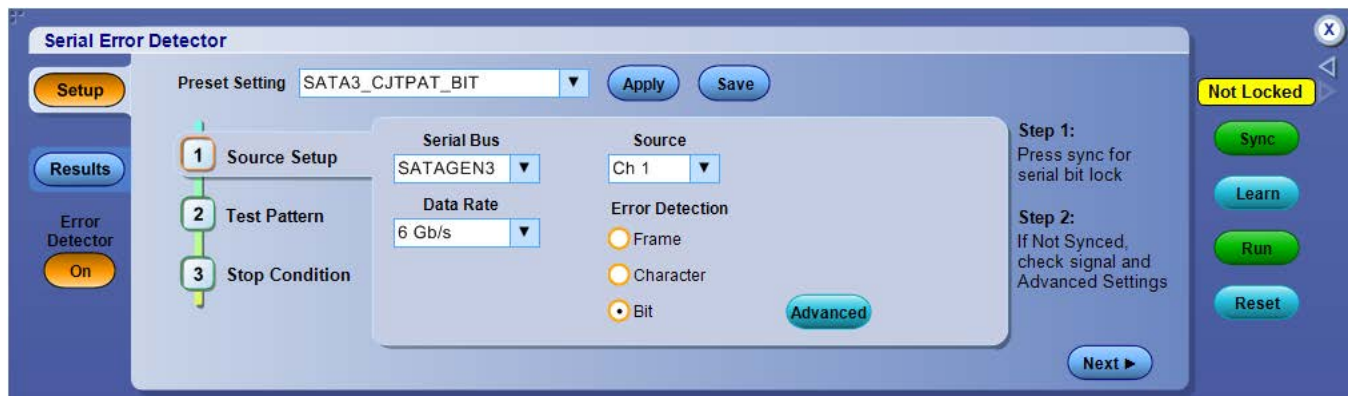 Serial Error Detector
X
Setup
Results
Error
Detector
On
Preset Setting SATA3_CJTPAT_BIT Apply Save
1 Source Setup
2 Test Pattern
3 Stop Condition
Serial Bus
SATAGEN3
Data Rate
6 Gb/s
Source
Ch 1
Error Detection
Frame
Character
Bit
Advanced
Step 1:
Press sync for
serial bit lock
Step 2:
If Not Synced,
check signal and
Advanced Settings
Next ►
Not Locked
Sync
Learn
Run
Reset